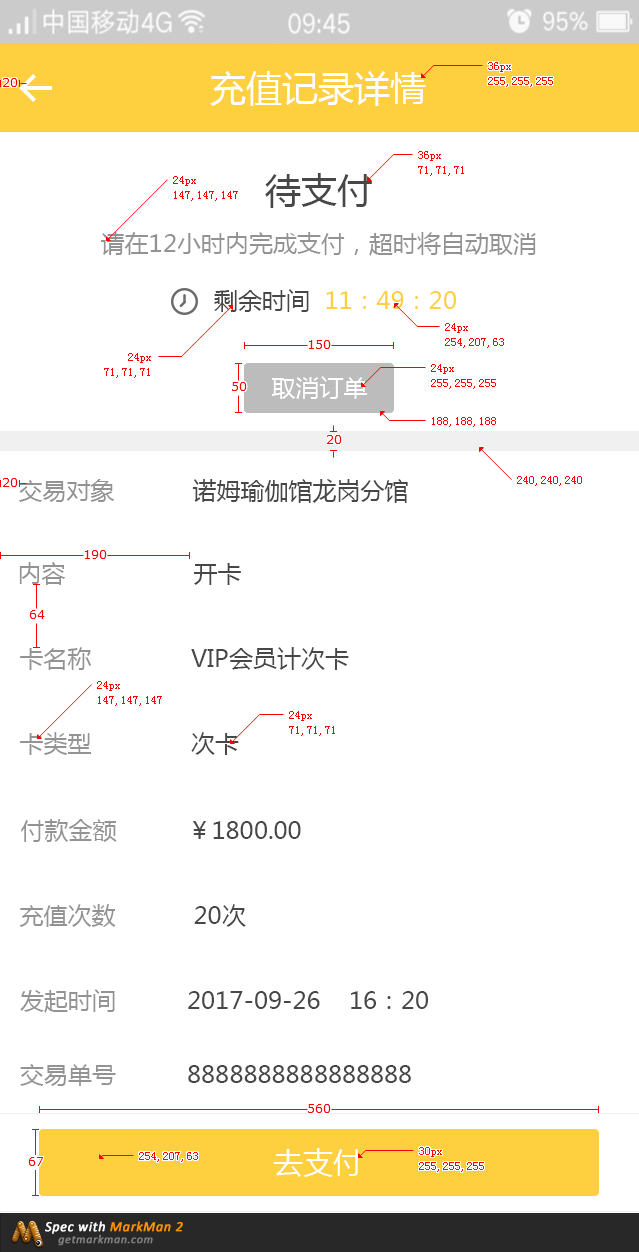 中国移动4G 09:45 95%
20 充值记录详情 36px
255, 255, 255
待支付 36px
71, 71, 71
24px
147, 147, 147
请在12小时内完成支付，超时将自动取消
剩余时间 11：49：20
24px
254, 207, 63
24px
71, 71, 71
150
50 取消订单 24px
255, 255, 255
188, 188, 188
20
240, 240, 240
20 交易对象 诺姆瑜伽馆龙岗分馆
190
内容 开卡
64
卡名称 VIP会员计次卡
24px
147, 147, 147
卡类型 次卡 24px
71, 71, 71
付款金额 ¥1800.00
充值次数 20次
发起时间 2017-09-26 16：20
交易单号 8888888888888888
560
67 254, 207, 63 去支付 30px
255, 255, 255
Spec with MarkMan 2
getmarkman.com